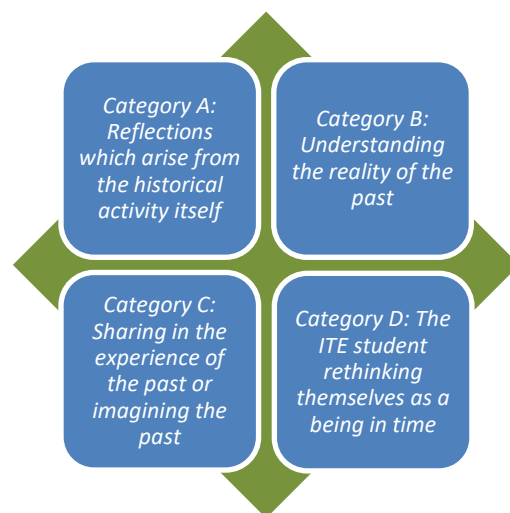 Category A:
Reflections
which arise from
the historical
activity itself
Category B:
Understanding
the reality of the
past
Category C:
Sharing in the
experience of
the past or
imagining the
past
Category D: The
ITE student
rethinking
themselves as a
being in time